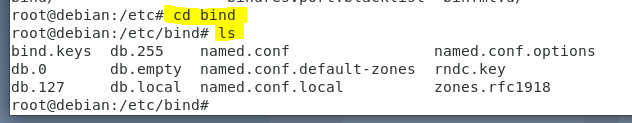 root@debian:/etc# cd bind
root@debian:/etc/bind# ls
bind.keys  db.255    named.conf                named.conf.options
db.0       db.empty  named.conf.default-zones  rndc.key
db.127     db.local  named.conf.local          zones.rfc1918
root@debian:/etc/bind#